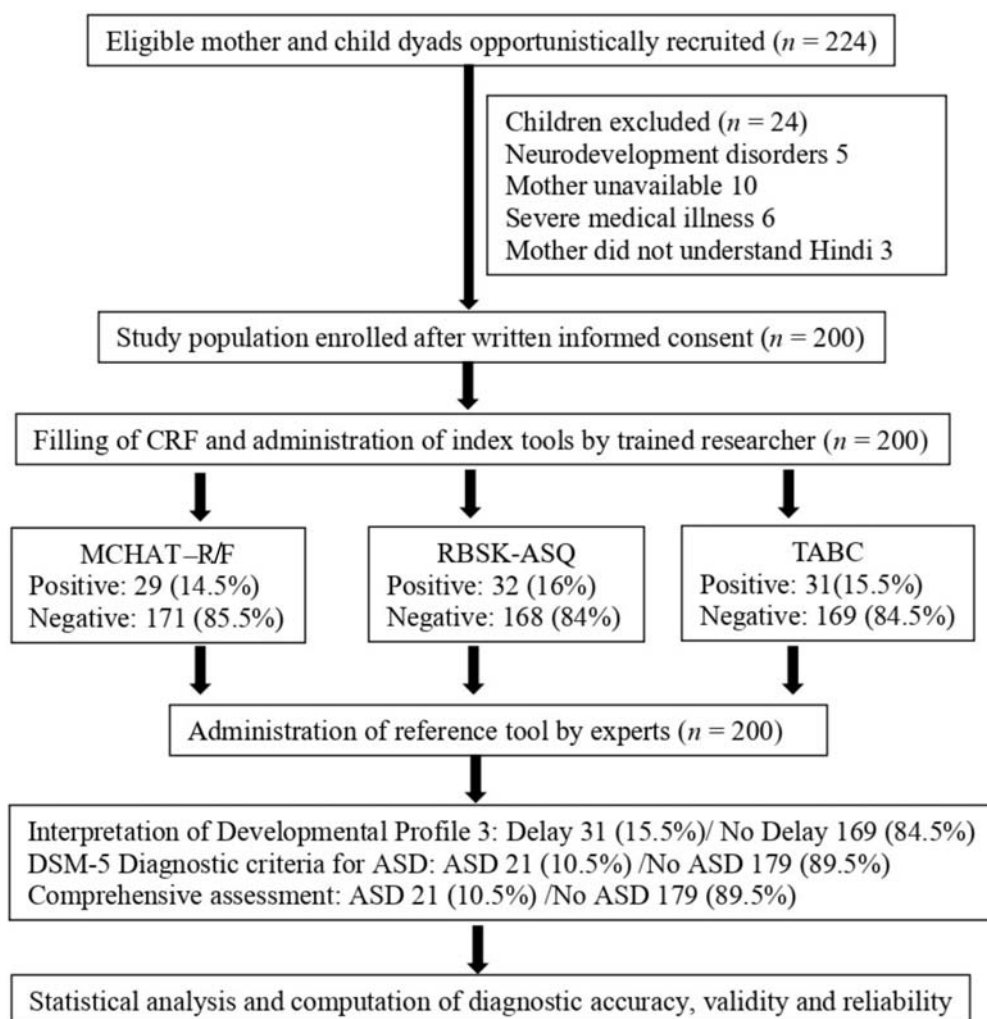 Eligible mother and child dyads opportunistically recruited (n = 224)
Children excluded (n = 24)
Neurodevelopment disorders 5
Mother unavailable 10
Severe medical illness 6
Mother did not understand Hindi 3
Study population enrolled after written informed consent (n = 200)
Filling of CRF and administration of index tools by trained researcher (n = 200)
MCHAT–R/F
Positive: 29 (14.5%)
Negative: 171 (85.5%)
RBSK-ASQ
Positive: 32 (16%)
Negative: 168 (84%)
TABC
Positive: 31(15.5%)
Negative: 169 (84.5%)
Administration of reference tool by experts (n = 200)
Interpretation of Developmental Profile 3: Delay 31 (15.5%)/ No Delay 169 (84.5%)
DSM-5 Diagnostic criteria for ASD: ASD 21 (10.5%) /No ASD 179 (89.5%)
Comprehensive assessment: ASD 21 (10.5%) /No ASD 179 (89.5%)
Statistical analysis and computation of diagnostic accuracy, validity and reliability